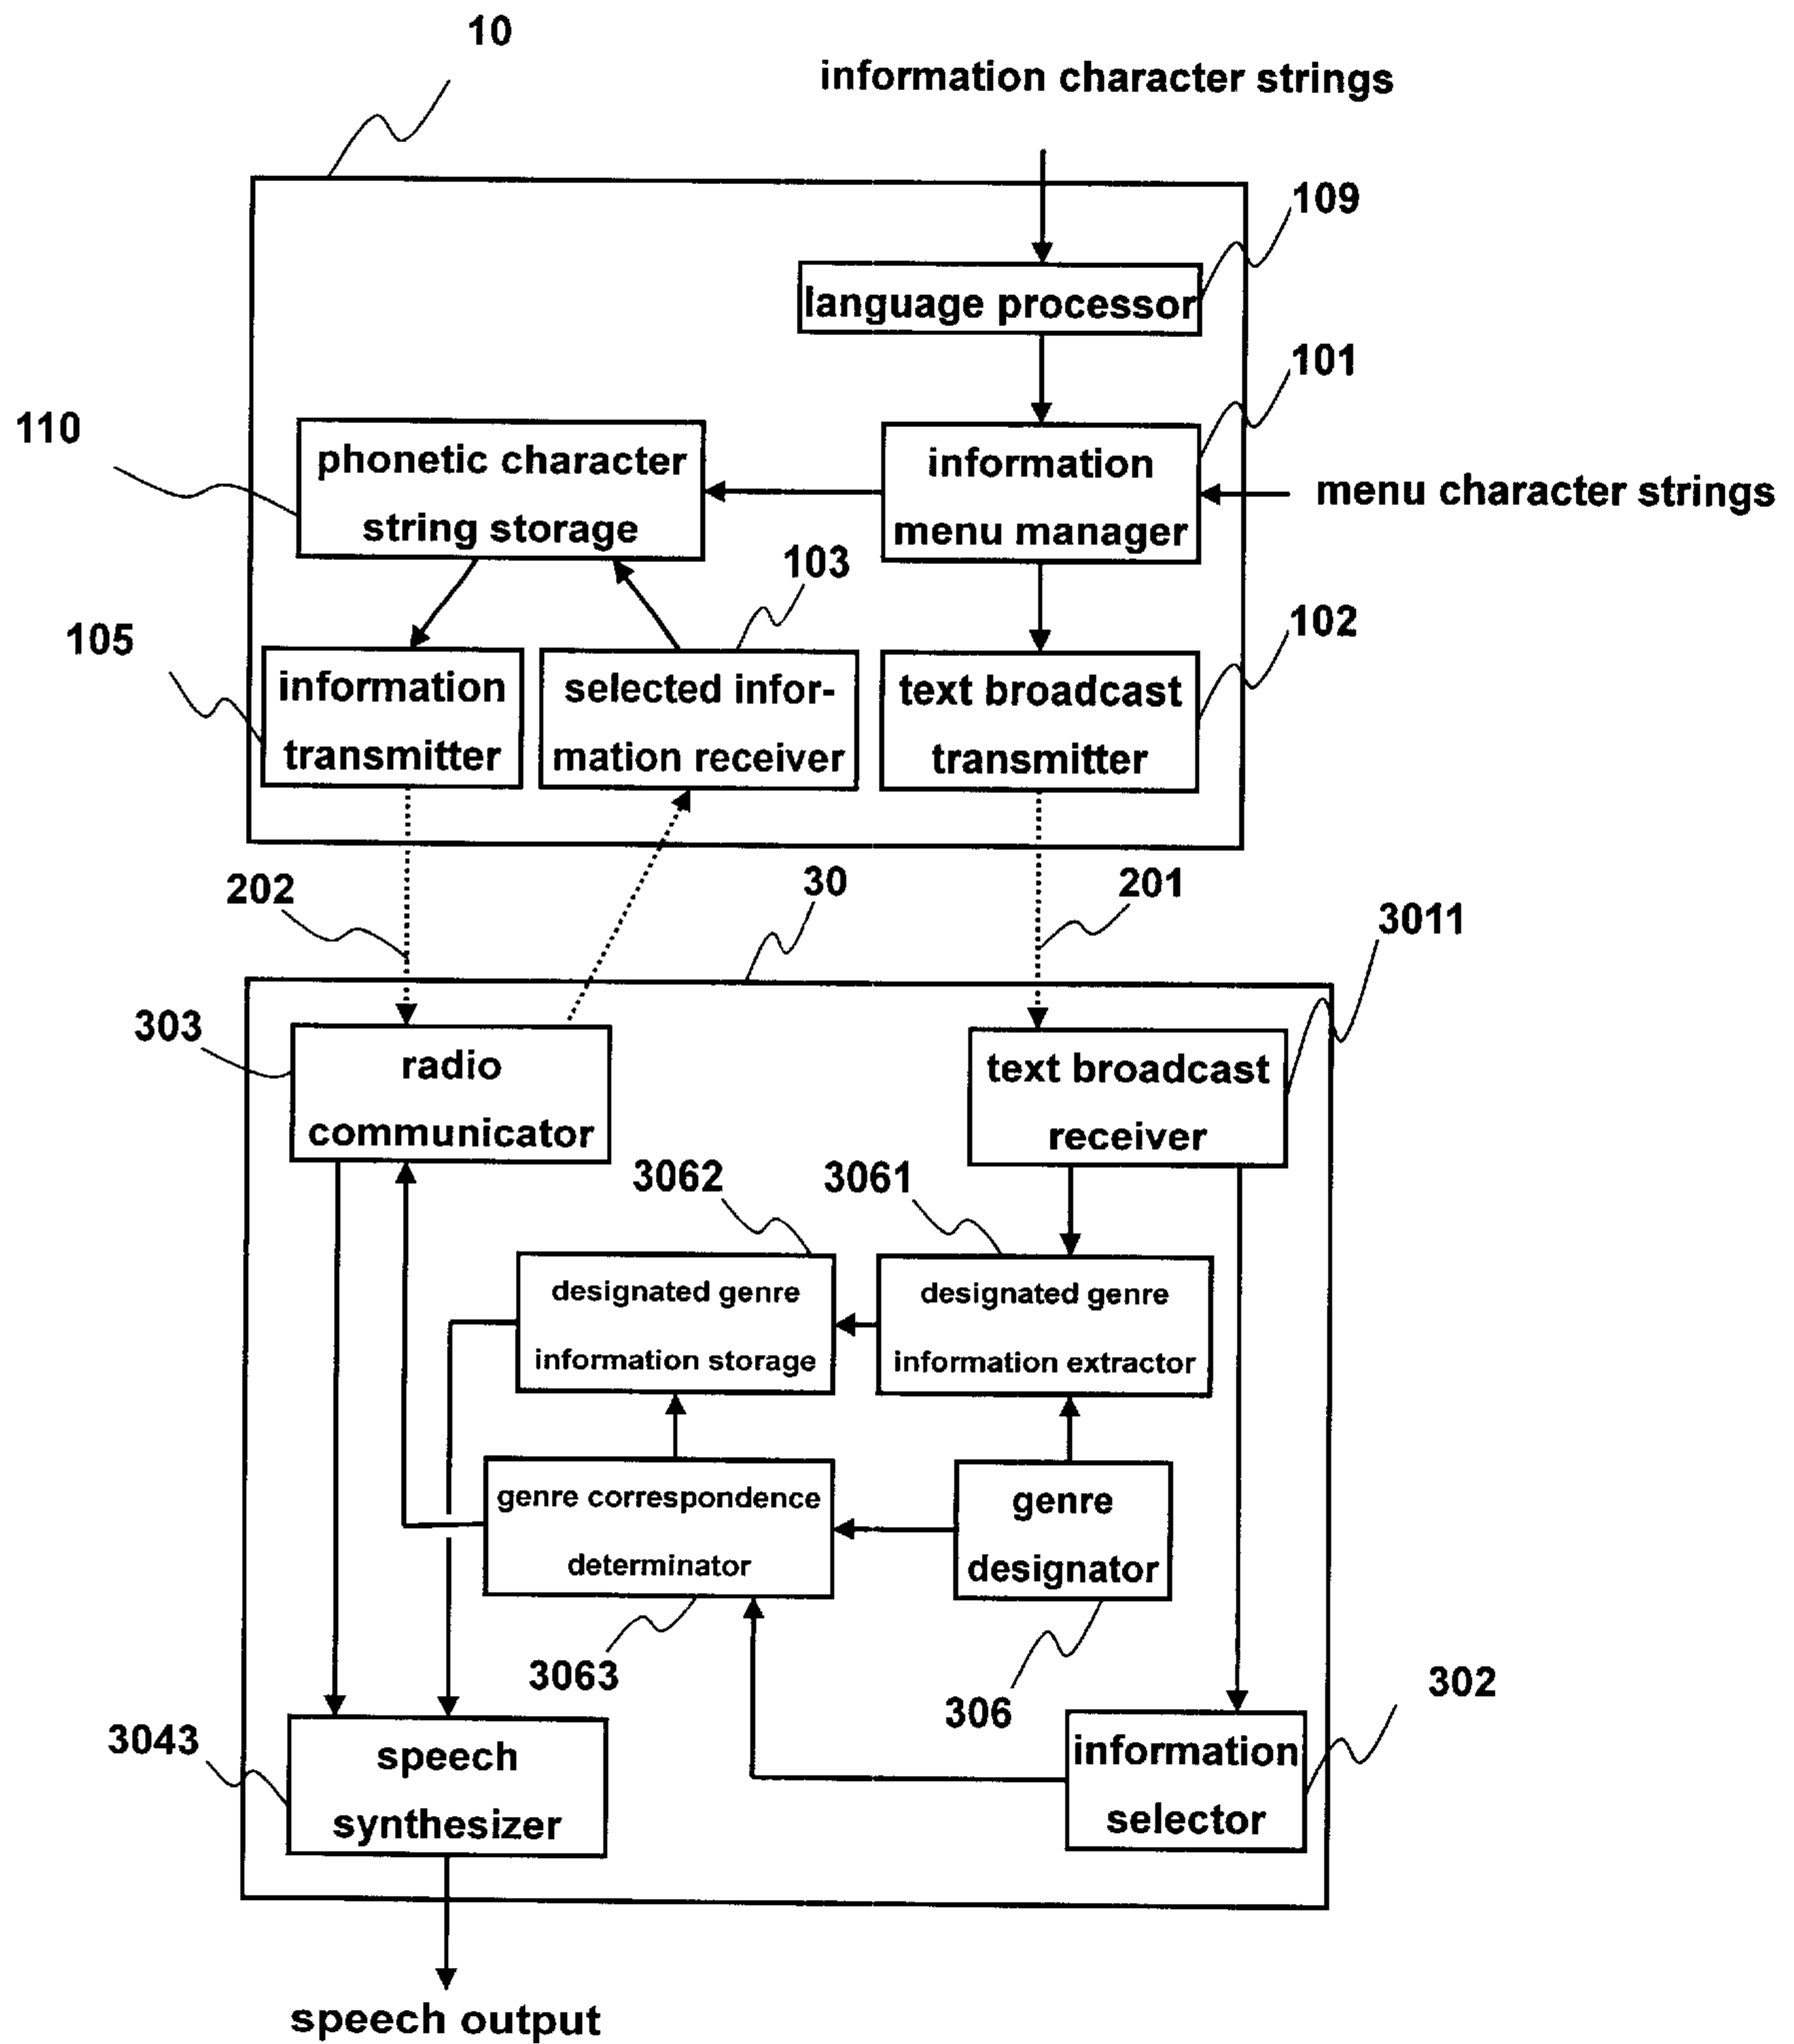 10
information character strings
109
language processor
101
110
phonetic character
string storage
information
menu manager
menu character strings
103
102
105
information
transmitter
selected infor-
mation receiver
text broadcast
transmitter
202
30
201
3011
303
radio
communicator
text broadcast
receiver
3062
3061
designated genre
information storage
designated genre
information extractor
genre correspondence
determinator
genre
designator
3063
306
302
3043
speech
synthesizer
information
selector
speech output